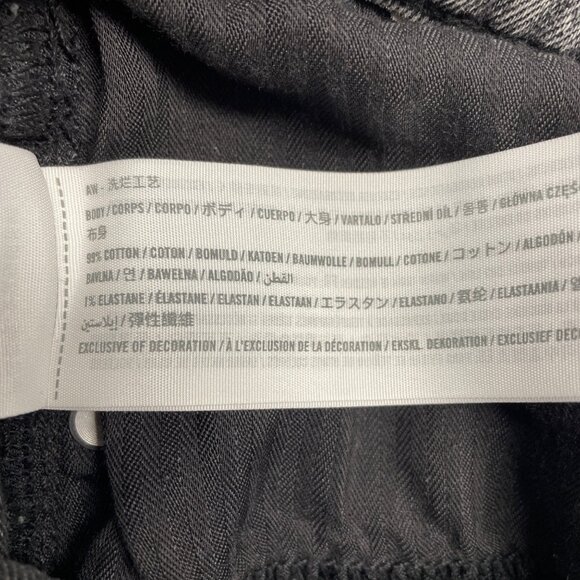 AW - 洗烂工艺
BODY / CORPS / CORPO / ボディ / CUERPO / 大身 / VARTALO / STŘEDNÍ DÍL / 몸통 / GŁÓWNA CZĘŚ
布身
99% COTTON / COTON / BOMULD / KATOEN / BAUMWOLLE / BOMULL / COTONE / コットン / ALGODÓN /
BAVLNA / 면 / BAWEŁNA / ALGODÃO / القطن /
1% ELASTANE / ÉLASTANE / ELASTAN / ELASTAAN / エラスタン / ELASTANO / 氨纶 / ELASTAANIA /
إيلاستين / 弾性纖維
EXCLUSIVE OF DECORATION / À L'EXCLUSION DE LA DÉCORATION / EKSKL. DEKORATION / EXCLUSIEF DECO